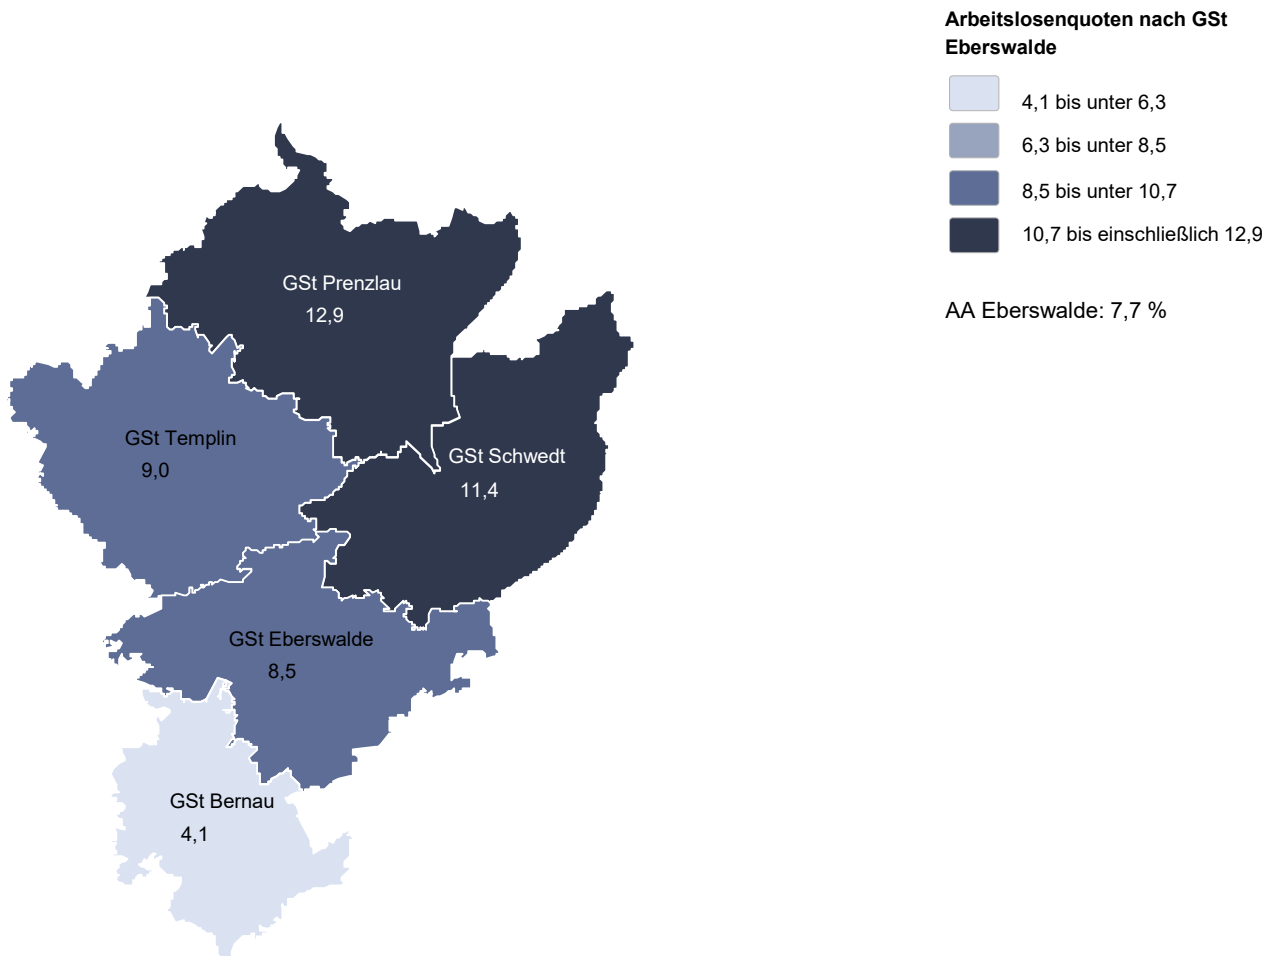 Arbeitslosenquoten nach GSt
Eberswalde
4,1 bis unter 6,3
6,3 bis unter 8,5
8,5 bis unter 10,7
10,7 bis einschließlich 12,9
AA Eberswalde: 7,7 %
GSt Prenzlau
12,9
GSt Templin
9,0
GSt Schwedt
11,4
GSt Eberswalde
8,5
GSt Bernau
4,1